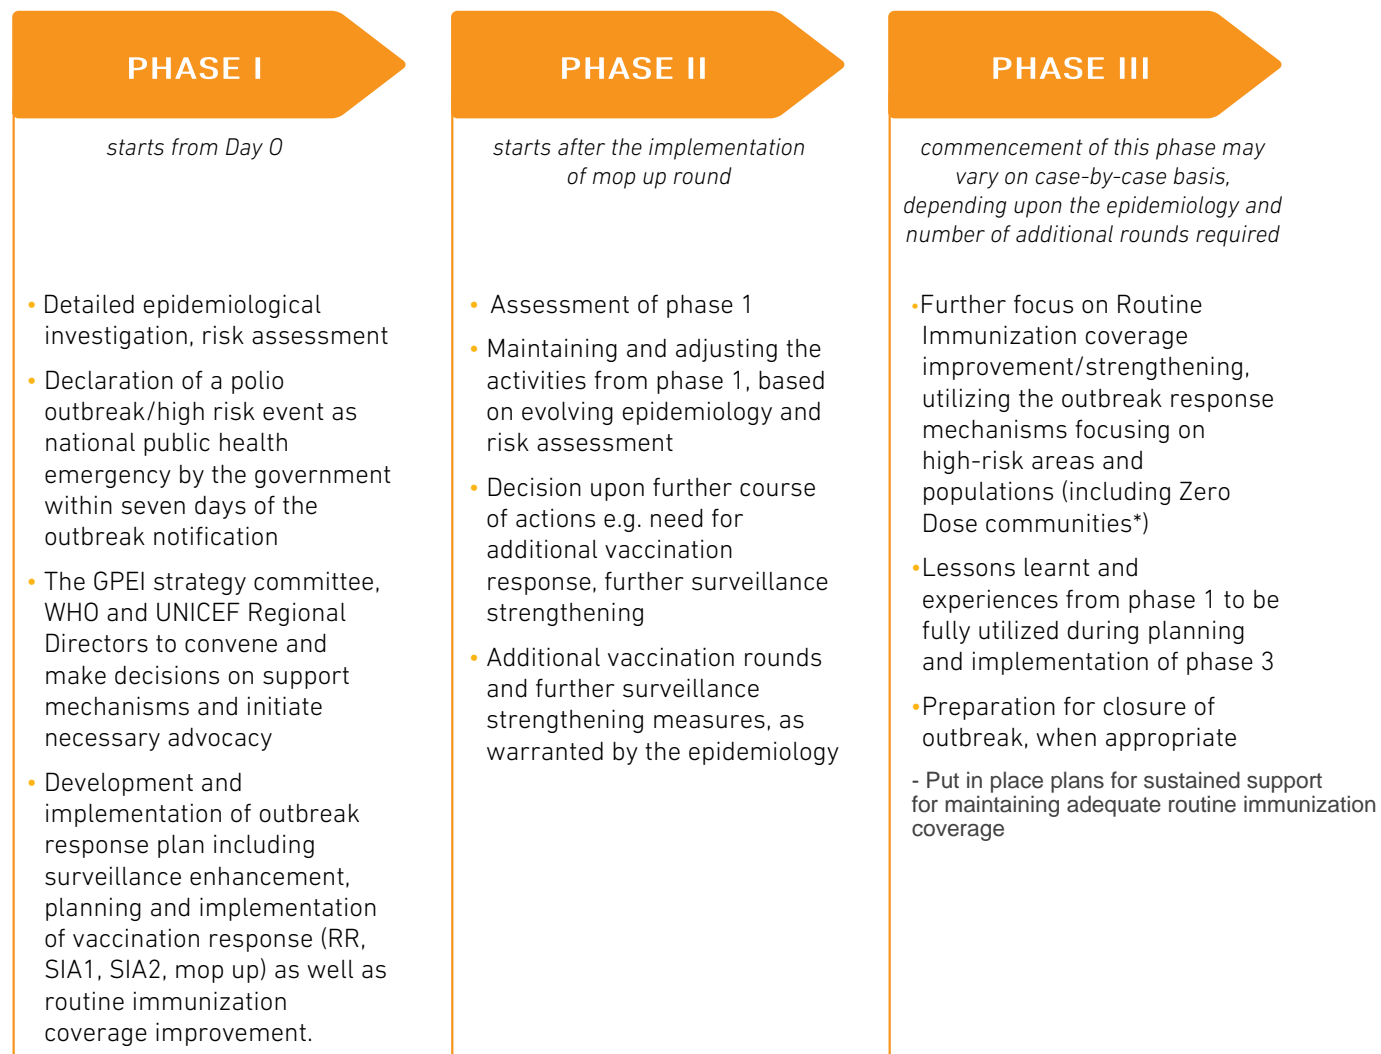 PHASE I
starts from Day 0
• Detailed epidemiological
investigation, risk assessment
• Declaration of a polio
outbreak/high risk event as
national public health
emergency by the government
within seven days of the
outbreak notification
• The GPEI strategy committee,
WHO and UNICEF Regional
Directors to convene and
make decisions on support
mechanisms and initiate
necessary advocacy
• Development and
implementation of outbreak
response plan including
surveillance enhancement,
planning and implementation
of vaccination response (RR,
SIA1, SIA2, mop up) as well as
routine immunization
coverage improvement.
PHASE II
starts after the implementation
of mop up round
• Assessment of phase 1
• Maintaining and adjusting the
activities from phase 1, based
on evolving epidemiology and
risk assessment
• Decision upon further course
of actions e.g. need for
additional vaccination
response, further surveillance
strengthening
• Additional vaccination rounds
and further surveillance
strengthening measures, as
warranted by the epidemiology
PHASE III
commencement of this phase may
vary on case-by-case basis,
depending upon the epidemiology and
number of additional rounds required
•Further focus on Routine
Immunization coverage
improvement/strengthening,
utilizing the outbreak response
mechanisms focusing on
high-risk areas and
populations (including Zero
Dose communities*)
•Lessons learnt and
experiences from phase 1 to be
fully utilized during planning
and implementation of phase 3
•Preparation for closure of
outbreak, when appropriate
- Put in place plans for sustained support
for maintaining adequate routine immunization
coverage